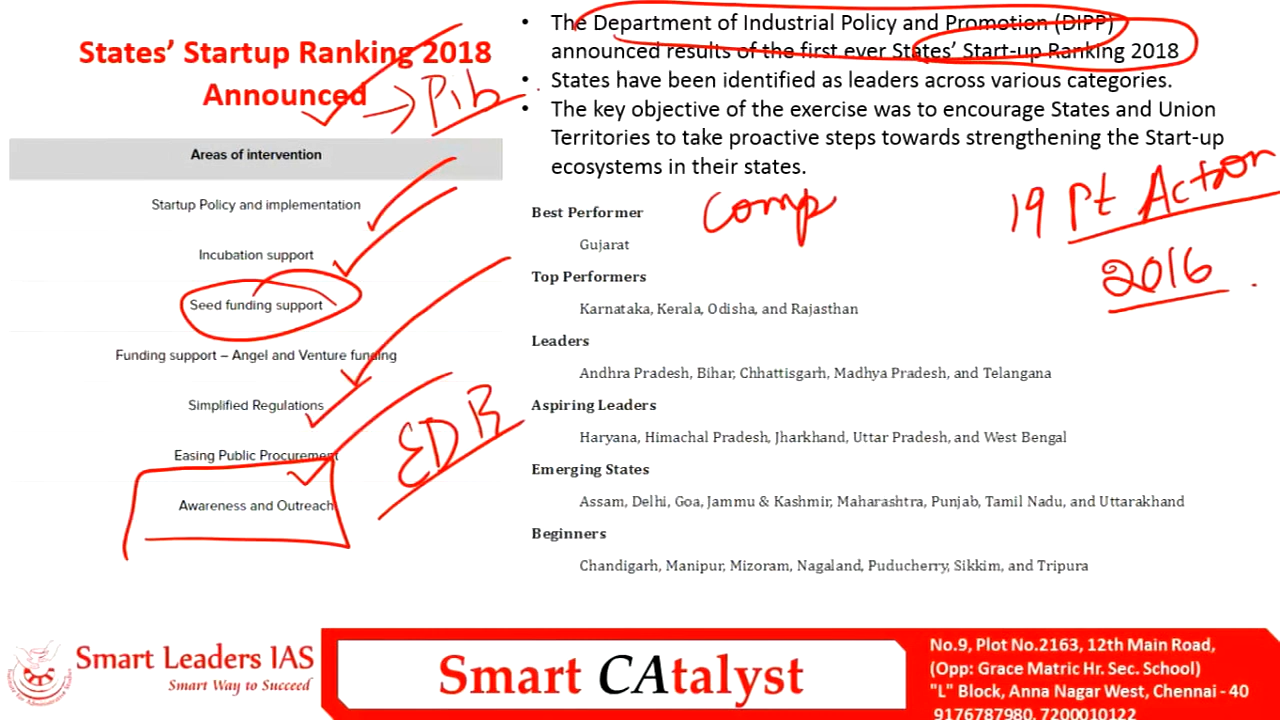 States' Startup Ranking 2018
Announced
→ Pib
Areas of intervention
Startup Policy and implementation
Incubation support
Seed funding support
Funding support – Angel and Venture funding
Simplified Regulations
Easing Public Procurement
Awareness and Outreach
• The Department of Industrial Policy and Promotion (DIPP)
announced results of the first ever States' Start-up Ranking 2018
• States have been identified as leaders across various categories.
• The key objective of the exercise was to encourage States and Union
Territories to take proactive steps towards strengthening the Start-up
ecosystems in their states.
Comp
19 Pt Action
2016
Best Performer
Gujarat
Top Performers
Karnataka, Kerala, Odisha, and Rajasthan
Leaders
Andhra Pradesh, Bihar, Chhattisgarh, Madhya Pradesh, and Telangana
Aspiring Leaders
Haryana, Himachal Pradesh, Jharkhand, Uttar Pradesh, and West Bengal
Emerging States
Assam, Delhi, Goa, Jammu & Kashmir, Maharashtra, Punjab, Tamil Nadu, and Uttarakhand
Beginners
Chandigarh, Manipur, Mizoram, Nagaland, Puducherry, Sikkim, and Tripura
Smart Leaders IAS
Smart Way to Succeed
Smart CAtalyst
No.9, Plot No.2163, 12th Main Road,
(Opp: Grace Matric Hr. Sec. School)
"L" Block, Anna Nagar West, Chennai - 40
9176787980, 7200010122